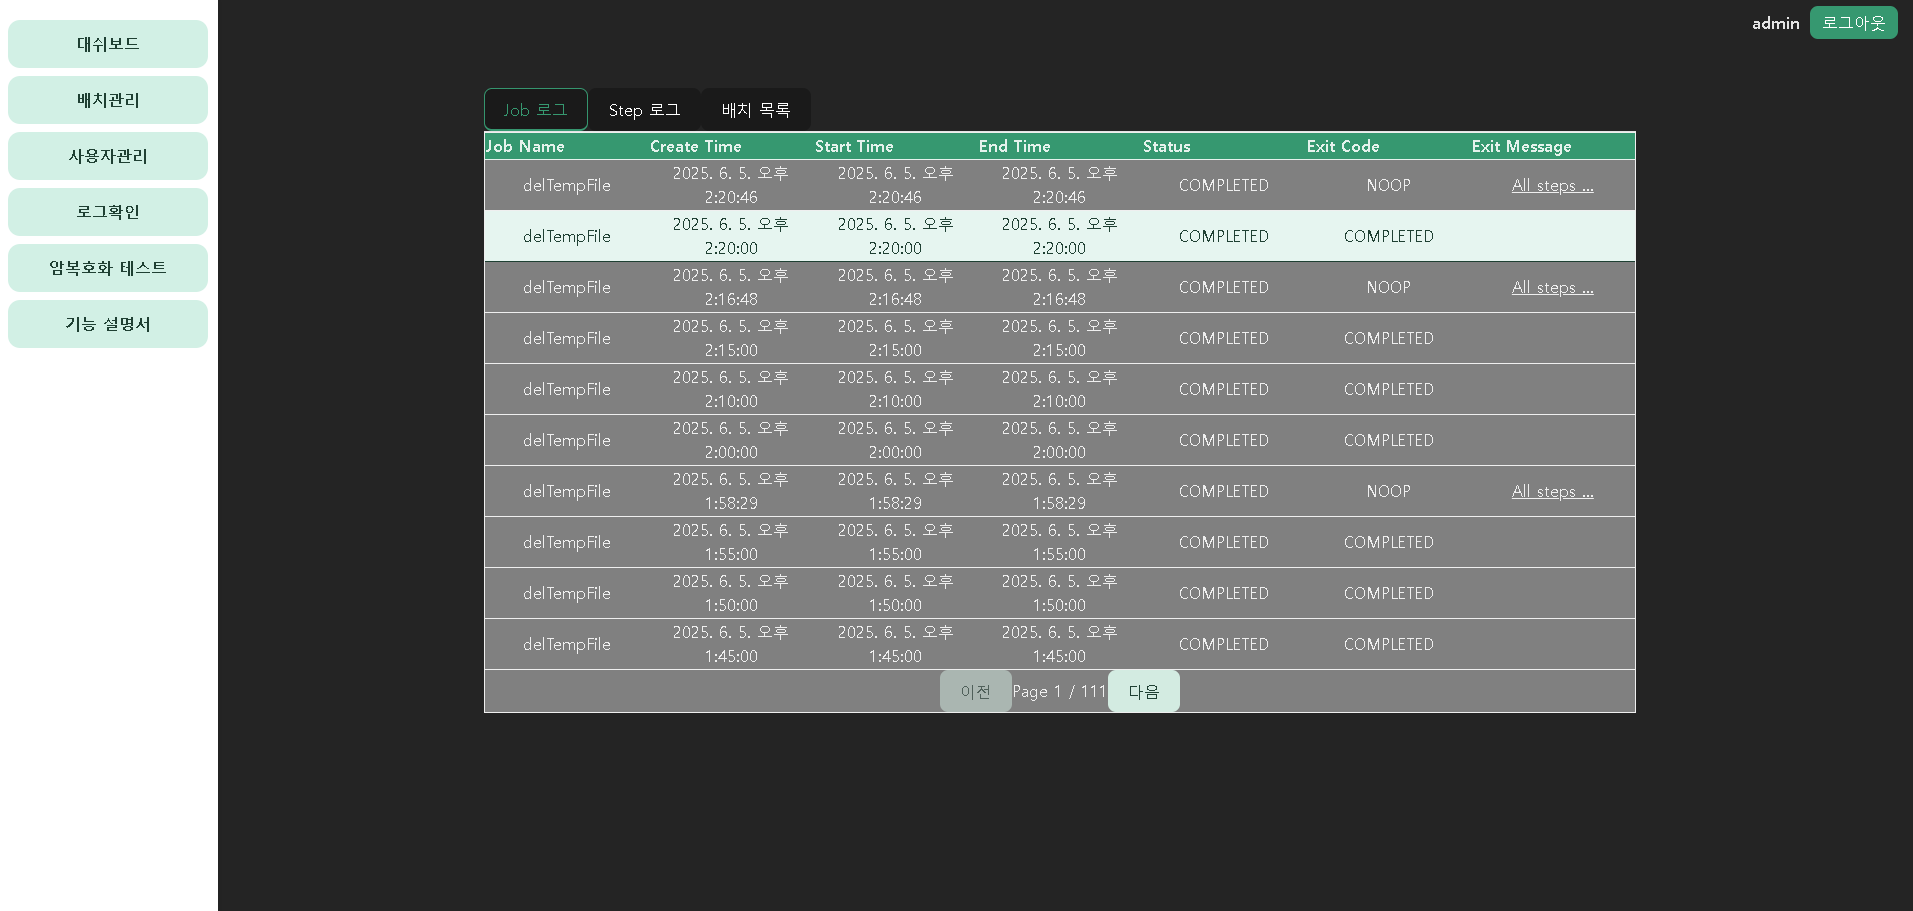 admin 로그아웃
대쉬보드
배치관리
사용자관리
로그확인
암복호화 테스트
기능 설명서
Job 로그 Step 로그 배치 목록
Job Name Create Time Start Time End Time Status Exit Code Exit Message
delTempFile 2025. 6. 5. 오후 2:20:46 2025. 6. 5. 오후 2:20:46 2025. 6. 5. 오후 2:20:46 COMPLETED NOOP All steps ...
delTempFile 2025. 6. 5. 오후 2:20:00 2025. 6. 5. 오후 2:20:00 2025. 6. 5. 오후 2:20:00 COMPLETED COMPLETED
delTempFile 2025. 6. 5. 오후 2:16:48 2025. 6. 5. 오후 2:16:48 2025. 6. 5. 오후 2:16:48 COMPLETED NOOP All steps ...
delTempFile 2025. 6. 5. 오후 2:15:00 2025. 6. 5. 오후 2:15:00 2025. 6. 5. 오후 2:15:00 COMPLETED COMPLETED
delTempFile 2025. 6. 5. 오후 2:10:00 2025. 6. 5. 오후 2:10:00 2025. 6. 5. 오후 2:10:00 COMPLETED COMPLETED
delTempFile 2025. 6. 5. 오후 2:00:00 2025. 6. 5. 오후 2:00:00 2025. 6. 5. 오후 2:00:00 COMPLETED COMPLETED
delTempFile 2025. 6. 5. 오후 1:58:29 2025. 6. 5. 오후 1:58:29 2025. 6. 5. 오후 1:58:29 COMPLETED NOOP All steps ...
delTempFile 2025. 6. 5. 오후 1:55:00 2025. 6. 5. 오후 1:55:00 2025. 6. 5. 오후 1:55:00 COMPLETED COMPLETED
delTempFile 2025. 6. 5. 오후 1:50:00 2025. 6. 5. 오후 1:50:00 2025. 6. 5. 오후 1:50:00 COMPLETED COMPLETED
delTempFile 2025. 6. 5. 오후 1:45:00 2025. 6. 5. 오후 1:45:00 2025. 6. 5. 오후 1:45:00 COMPLETED COMPLETED
이전 Page 1 / 111 다음